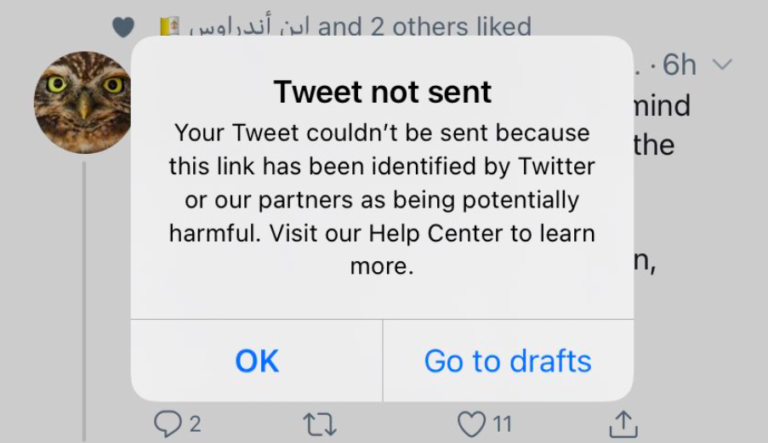 ابن أندراوس and 2 others liked
. · 6h
mind
the
n,
Tweet not sent
Your Tweet couldn't be sent because
this link has been identified by Twitter
or our partners as being potentially
harmful. Visit our Help Center to learn
more.
OK Go to drafts
2 11